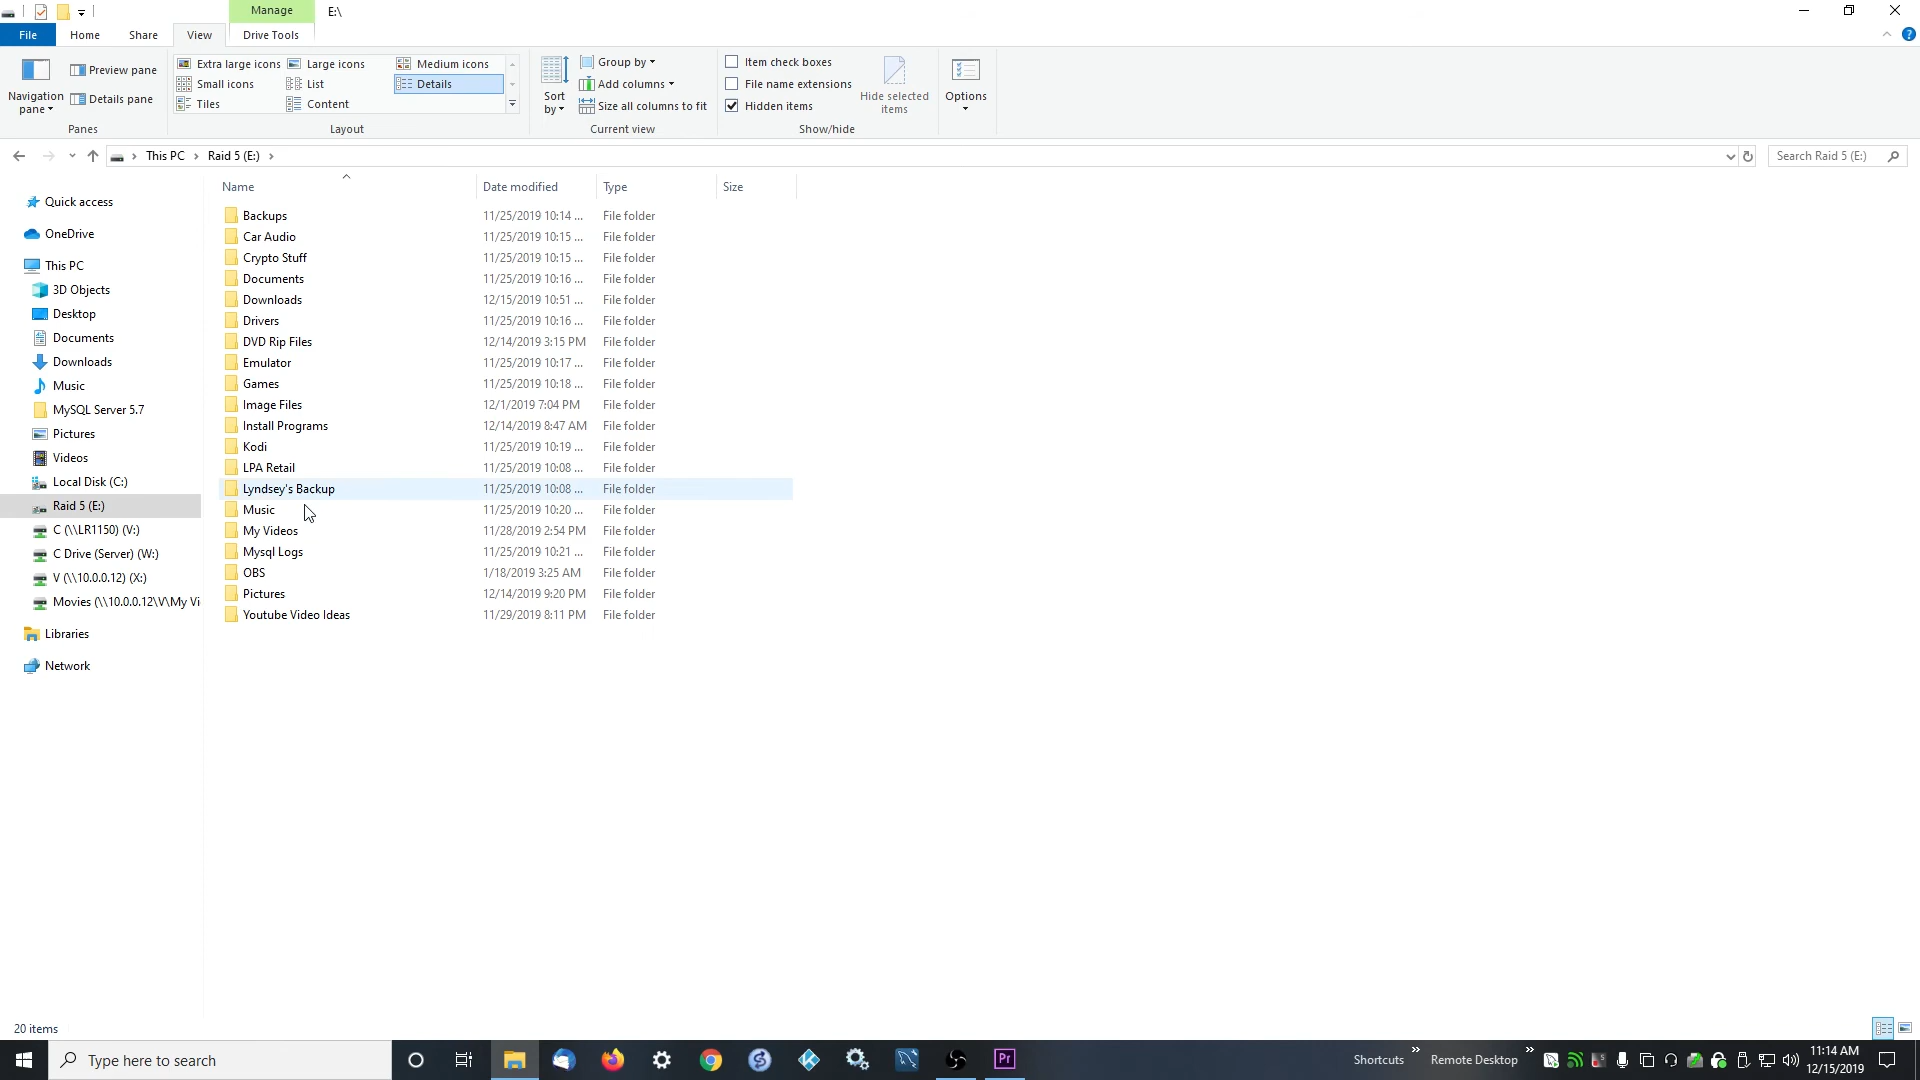 Manage
E:\
File
Home
Share
View
Drive Tools
Navigation pane
Preview pane
Details pane
Panes
Extra large icons
Large icons
Medium icons
Small icons
List
Details
Tiles
Content
Layout
Sort by
Group by
Add columns
Size all columns to fit
Current view
Item check boxes
File name extensions
Hidden items
Hide selected items
Show/hide
Options
This PC > Raid 5 (E:) >
Search Raid 5 (E:)
Quick access
OneDrive
This PC
3D Objects
Desktop
Documents
Downloads
Music
MySQL Server 5.7
Pictures
Videos
Local Disk (C:)
Raid 5 (E:)
C (\\LR1150) (V:)
C Drive (Server) (W:)
V (\\10.0.0.12) (X:)
Movies (\\10.0.0.12\V\My Vi
Libraries
Network
Name Date modified Type Size
Backups 11/25/2019 10:14 ... File folder
Car Audio 11/25/2019 10:15 ... File folder
Crypto Stuff 11/25/2019 10:15 ... File folder
Documents 11/25/2019 10:16 ... File folder
Downloads 12/15/2019 10:51 ... File folder
Drivers 11/25/2019 10:16 ... File folder
DVD Rip Files 12/14/2019 3:15 PM File folder
Emulator 11/25/2019 10:17 ... File folder
Games 11/25/2019 10:18 ... File folder
Image Files 12/1/2019 7:04 PM File folder
Install Programs 12/14/2019 8:47 AM File folder
Kodi 11/25/2019 10:19 ... File folder
LPA Retail 11/25/2019 10:08 ... File folder
Lyndsey's Backup 11/25/2019 10:08 ... File folder
Music 11/25/2019 10:20 ... File folder
My Videos 11/28/2019 2:54 PM File folder
Mysql Logs 11/25/2019 10:21 ... File folder
OBS 1/18/2019 3:25 AM File folder
Pictures 12/14/2019 9:20 PM File folder
Youtube Video Ideas 11/29/2019 8:11 PM File folder
20 items
Type here to search
Pr
Shortcuts
Remote Desktop
11:14 AM
12/15/2019